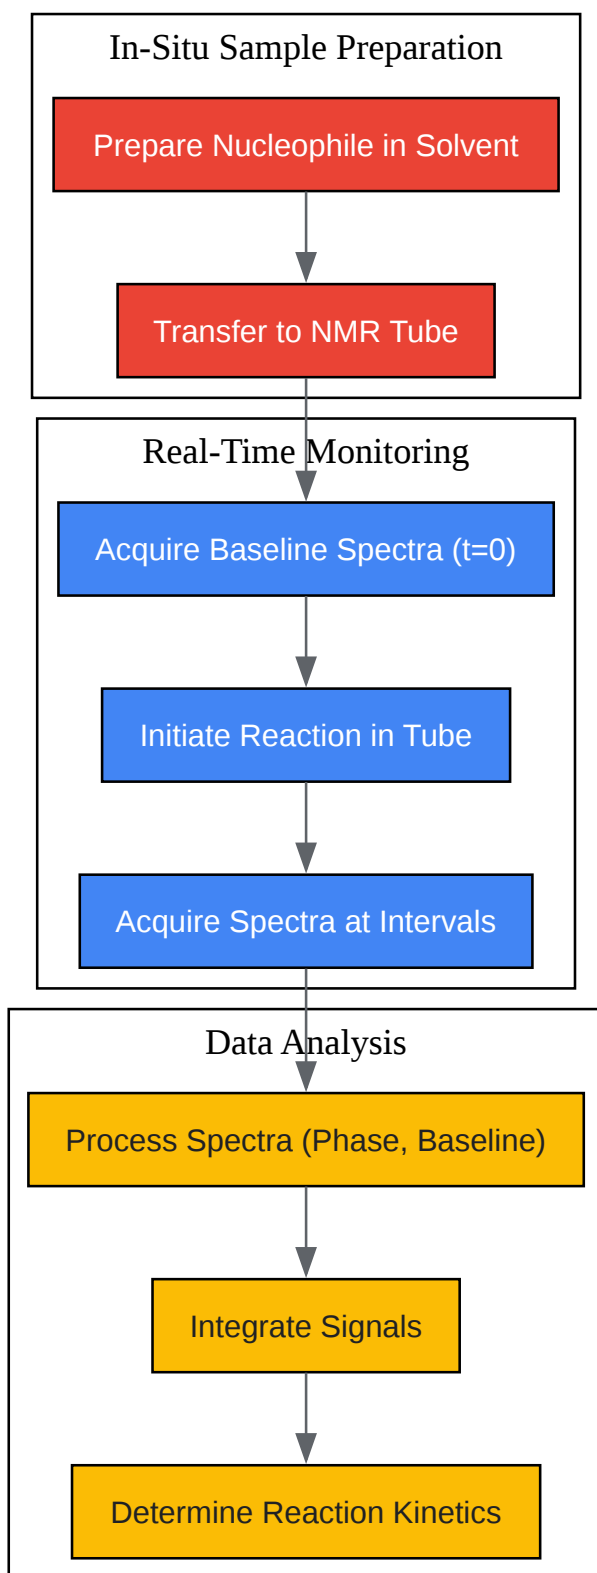 In-Situ Sample Preparation
Prepare Nucleophile in Solvent
Transfer to NMR Tube
Real-Time Monitoring
Acquire Baseline Spectra (t=0)
Initiate Reaction in Tube
Acquire Spectra at Intervals
Data Analysis
Process Spectra (Phase, Baseline)
Integrate Signals
Determine Reaction Kinetics